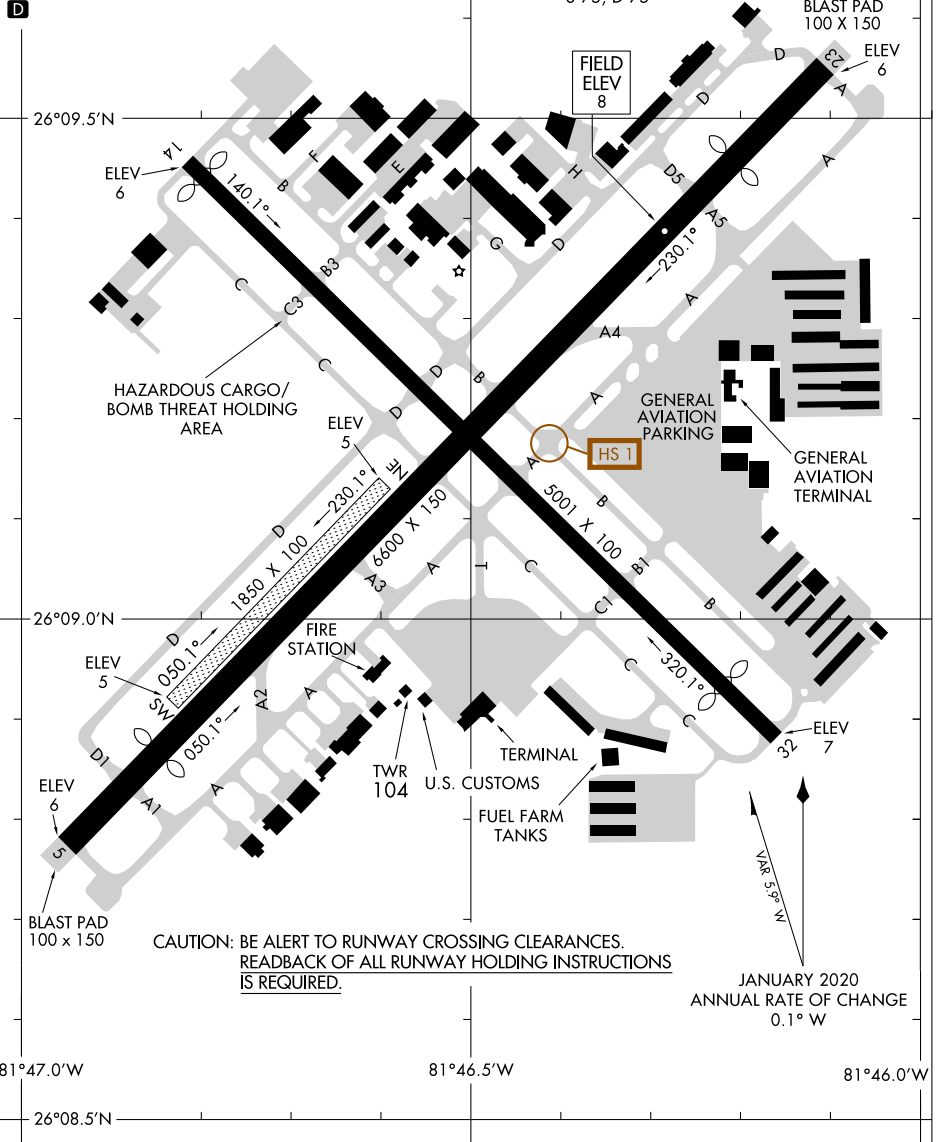 D
BLAST PAD
100 X 150
23
ELEV
6
D
A
FIELD
ELEV
8
D
26°09.5'N
14
ELEV
6
140.1°
B
F
E
H
D5
A
A5
G
D
230.1°
B3
C
C3
A
A4
C
D
B
D
A
HAZARDOUS CARGO/
BOMB THREAT HOLDING
AREA
GENERAL
AVIATION
PARKING
ELEV
5
NE
HS 1
A
GENERAL
AVIATION
TERMINAL
230.1°
6600 X 150
5001 X 100
B
D
1850 X 100
A3
A
T
C
B1
C1
B
26°09.0'N
D
050.1°
FIRE
STATION
ELEV
5
SW
A2
A
C
320.1°
050.1°
C
D1
ELEV
7
32
TERMINAL
TWR
104
U.S. CUSTOMS
ELEV
6
A1
A
FUEL FARM
TANKS
5
VAR 5.9° W
BLAST PAD
100 x 150
CAUTION: BE ALERT TO RUNWAY CROSSING CLEARANCES.
READBACK OF ALL RUNWAY HOLDING INSTRUCTIONS
IS REQUIRED.
JANUARY 2020
ANNUAL RATE OF CHANGE
0.1° W
81°47.0'W
81°46.5'W
81°46.0'W
26°08.5'N